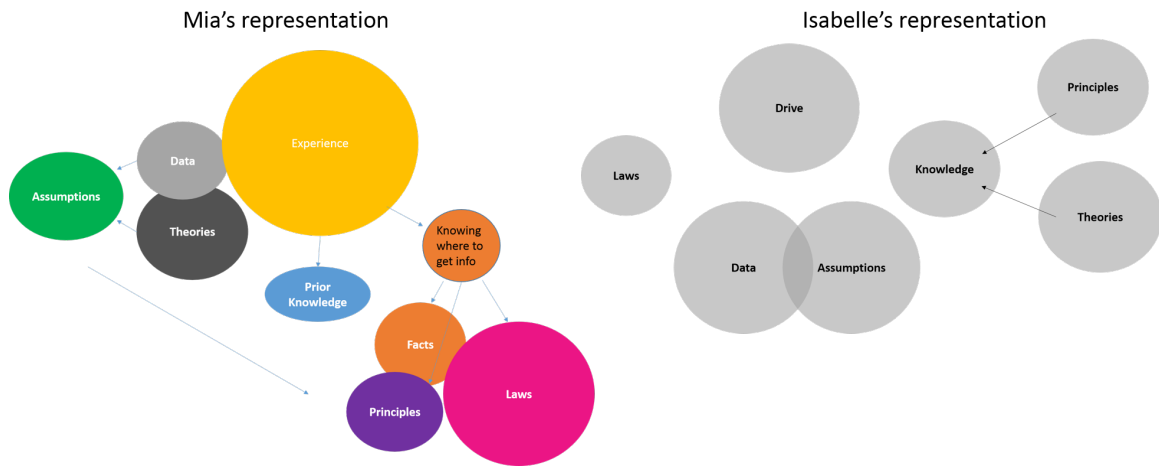 Mia's representation
Experience
Data
Assumptions
Theories
Knowing
where to
get info
Prior
Knowledge
Facts
Laws
Principles
Isabelle's representation
Principles
Drive
Knowledge
Laws
Theories
Data
Assumptions